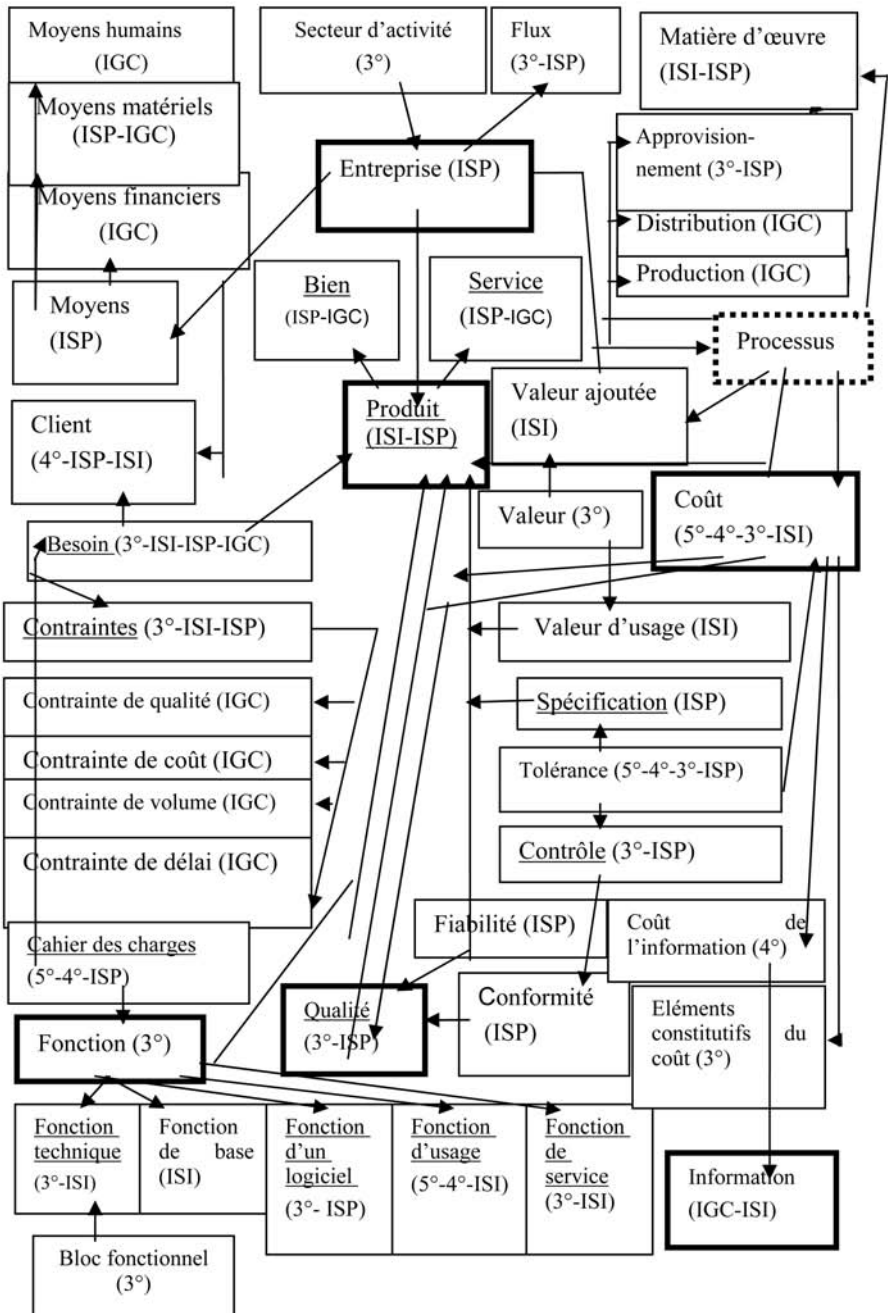 Moyens humains
(IGC)
Secteur d'activité
(3°)
Flux
(3°-ISP)
Matière d'œuvre
(ISI-ISP)
Moyens matériels
(ISP-IGC)
Approvision-
nement (3°-ISP)
Entreprise (ISP)
Moyens financiers
(IGC)
Distribution (IGC)
Production (IGC)
Moyens
(ISP)
Bien
(ISP-IGC)
Service
(ISP-IGC)
Processus
Produit
(ISI-ISP)
Valeur ajoutée
(ISI)
Client
(4°-ISP-ISI)
Valeur (3°)
Coût
(5°-4°-3°-ISI)
Besoin (3°-ISI-ISP-IGC)
Contraintes (3°-ISI-ISP)
Valeur d'usage (ISI)
Contrainte de qualité (IGC)
Spécification (ISP)
Contrainte de coût (IGC)
Tolérance (5°-4°-3°-ISP)
Contrainte de volume (IGC)
Contrainte de délai (IGC)
Contrôle (3°-ISP)
Fiabilité (ISP)
Coût de
l'information (4°)
Cahier des charges
(5°-4°-ISP)
Qualité
(3°-ISP)
Conformité
(ISP)
Eléments
constitutifs du
coût (3°)
Fonction (3°)
Fonction
technique
(3°-ISI)
Fonction
de base
(ISI)
Fonction
d'un
logiciel
(3°- ISP)
Fonction
d'usage
(5°-4°-ISI)
Fonction
de
service
(3°-ISI)
Information
(IGC-ISI)
Bloc fonctionnel
(3°)